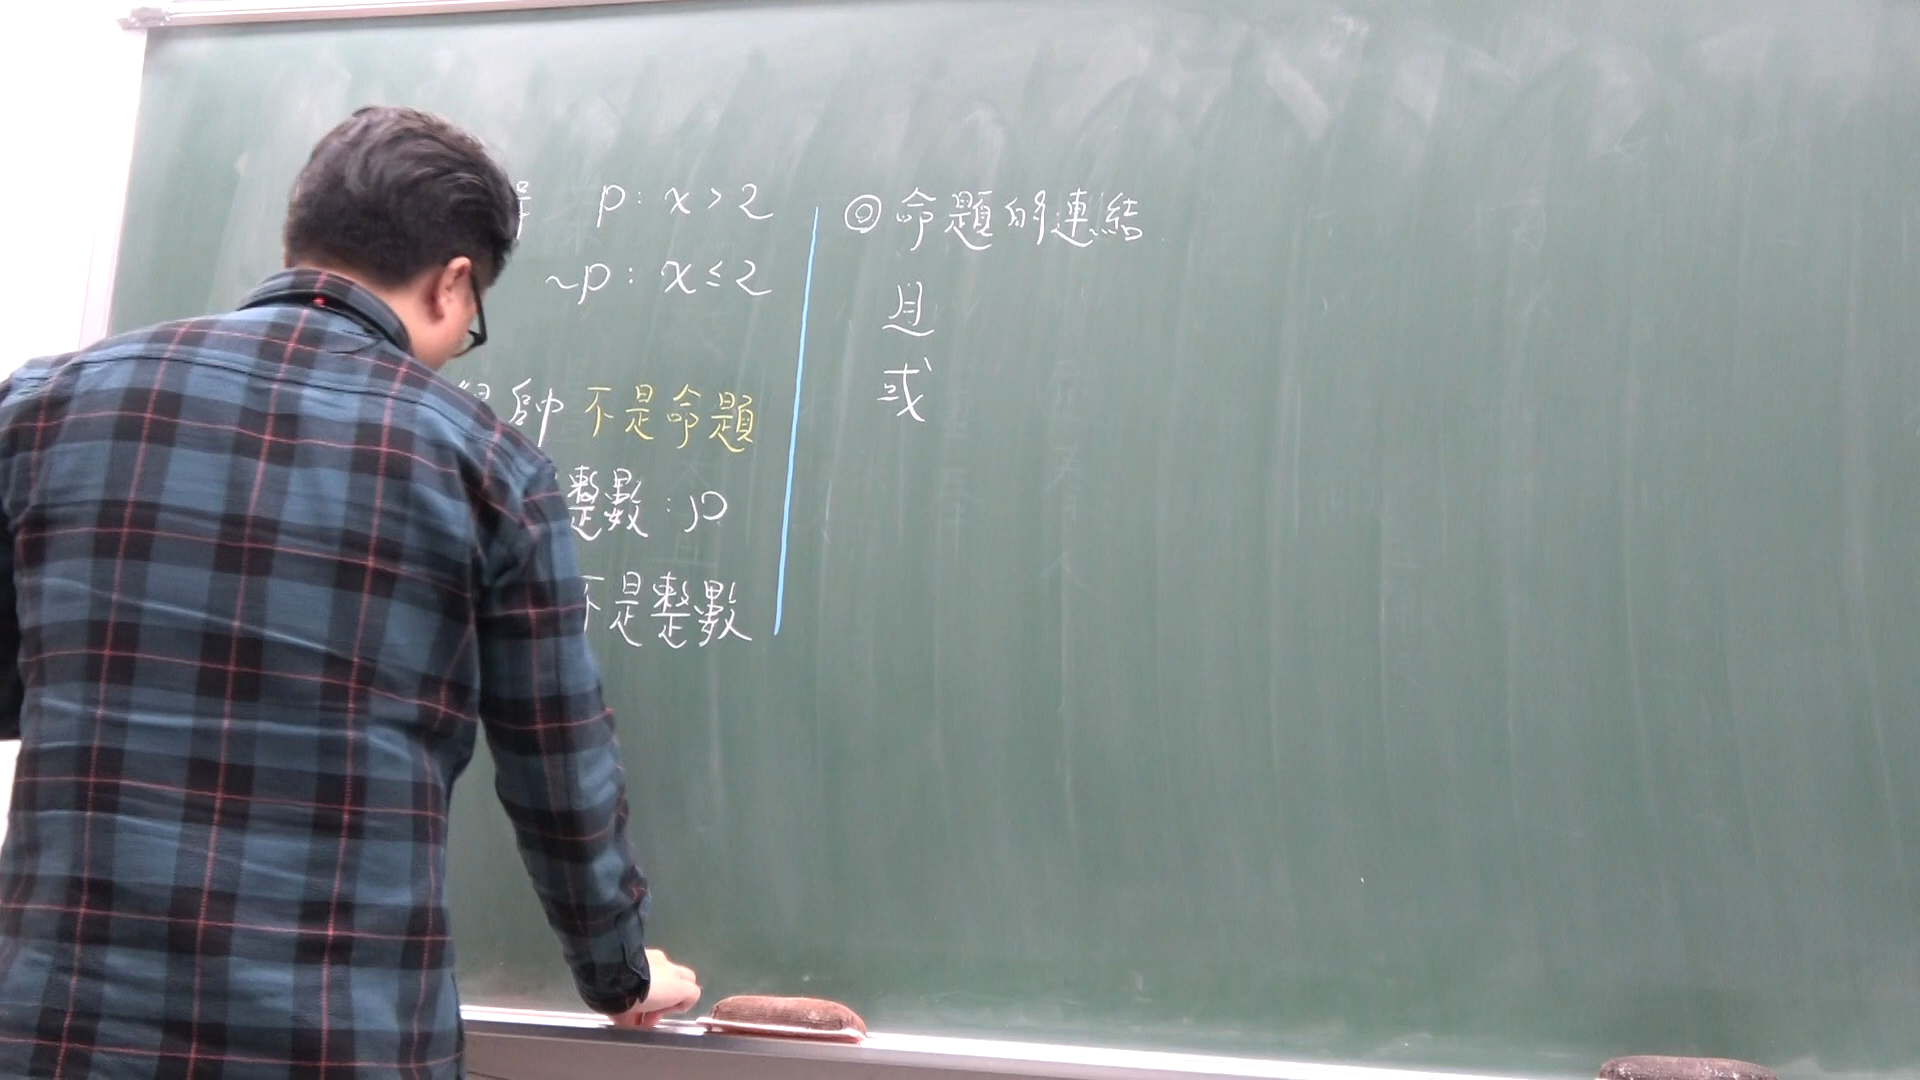 p : x > 2
~p : x ≤ 2
帥 不是命題
整數 : p
不是整數
◎ 命題的連結
且
或